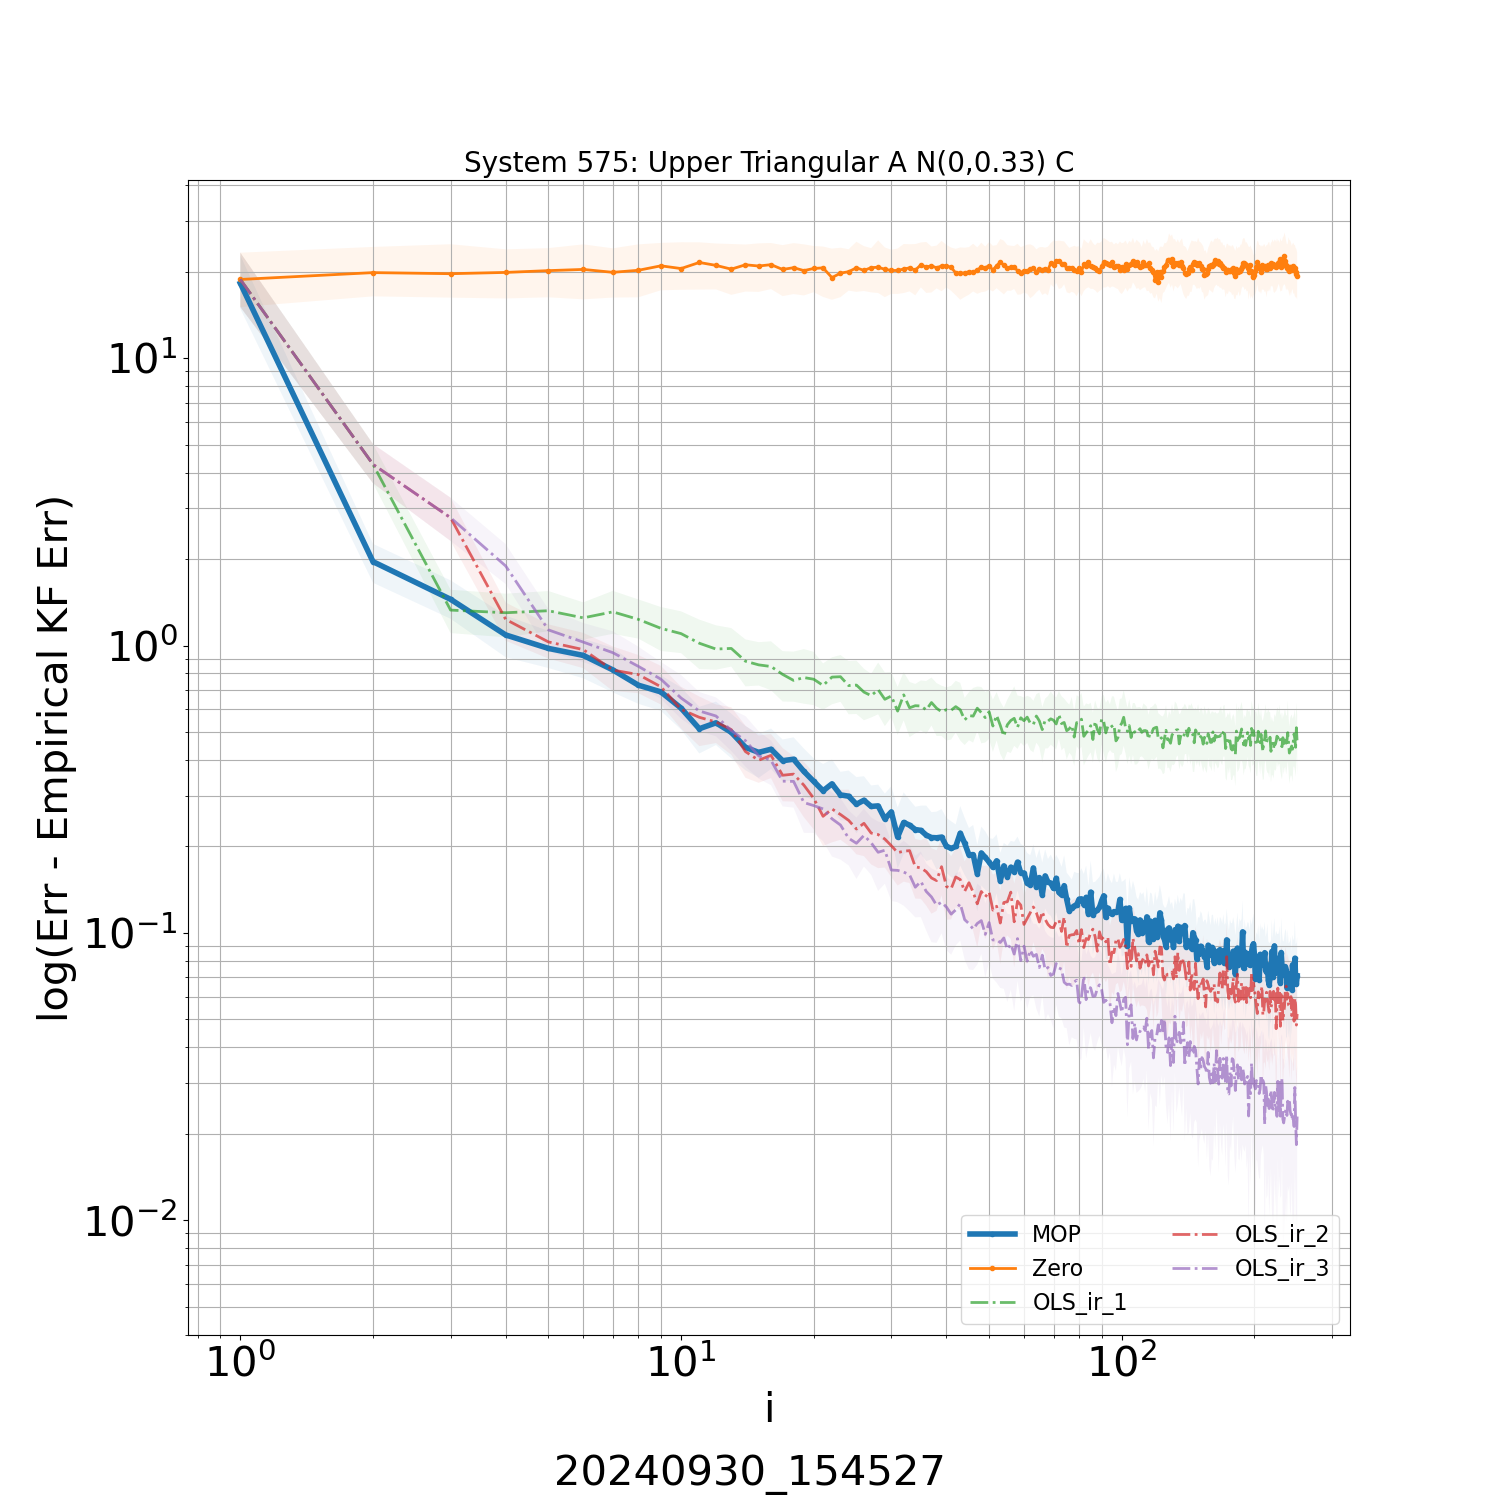 System 575: Upper Triangular A N(0,0.33) C
log(Err - Empirical KF Err)
10¹
10⁰
10⁻¹
10⁻²
MOP
Zero
OLS_ir_1
OLS_ir_2
OLS_ir_3
10⁰ 10¹ 10²
i
20240930_154527